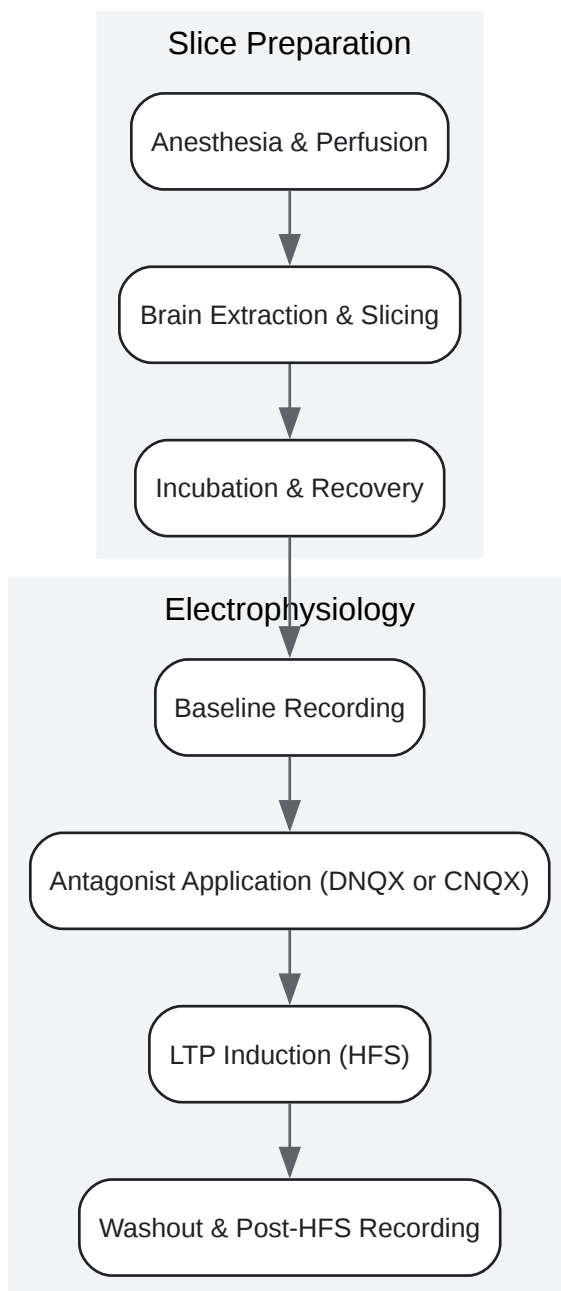 Slice Preparation
Anesthesia & Perfusion
Brain Extraction & Slicing
Incubation & Recovery
Electrophysiology
Baseline Recording
Antagonist Application (DNQX or CNQX)
LTP Induction (HFS)
Washout & Post-HFS Recording